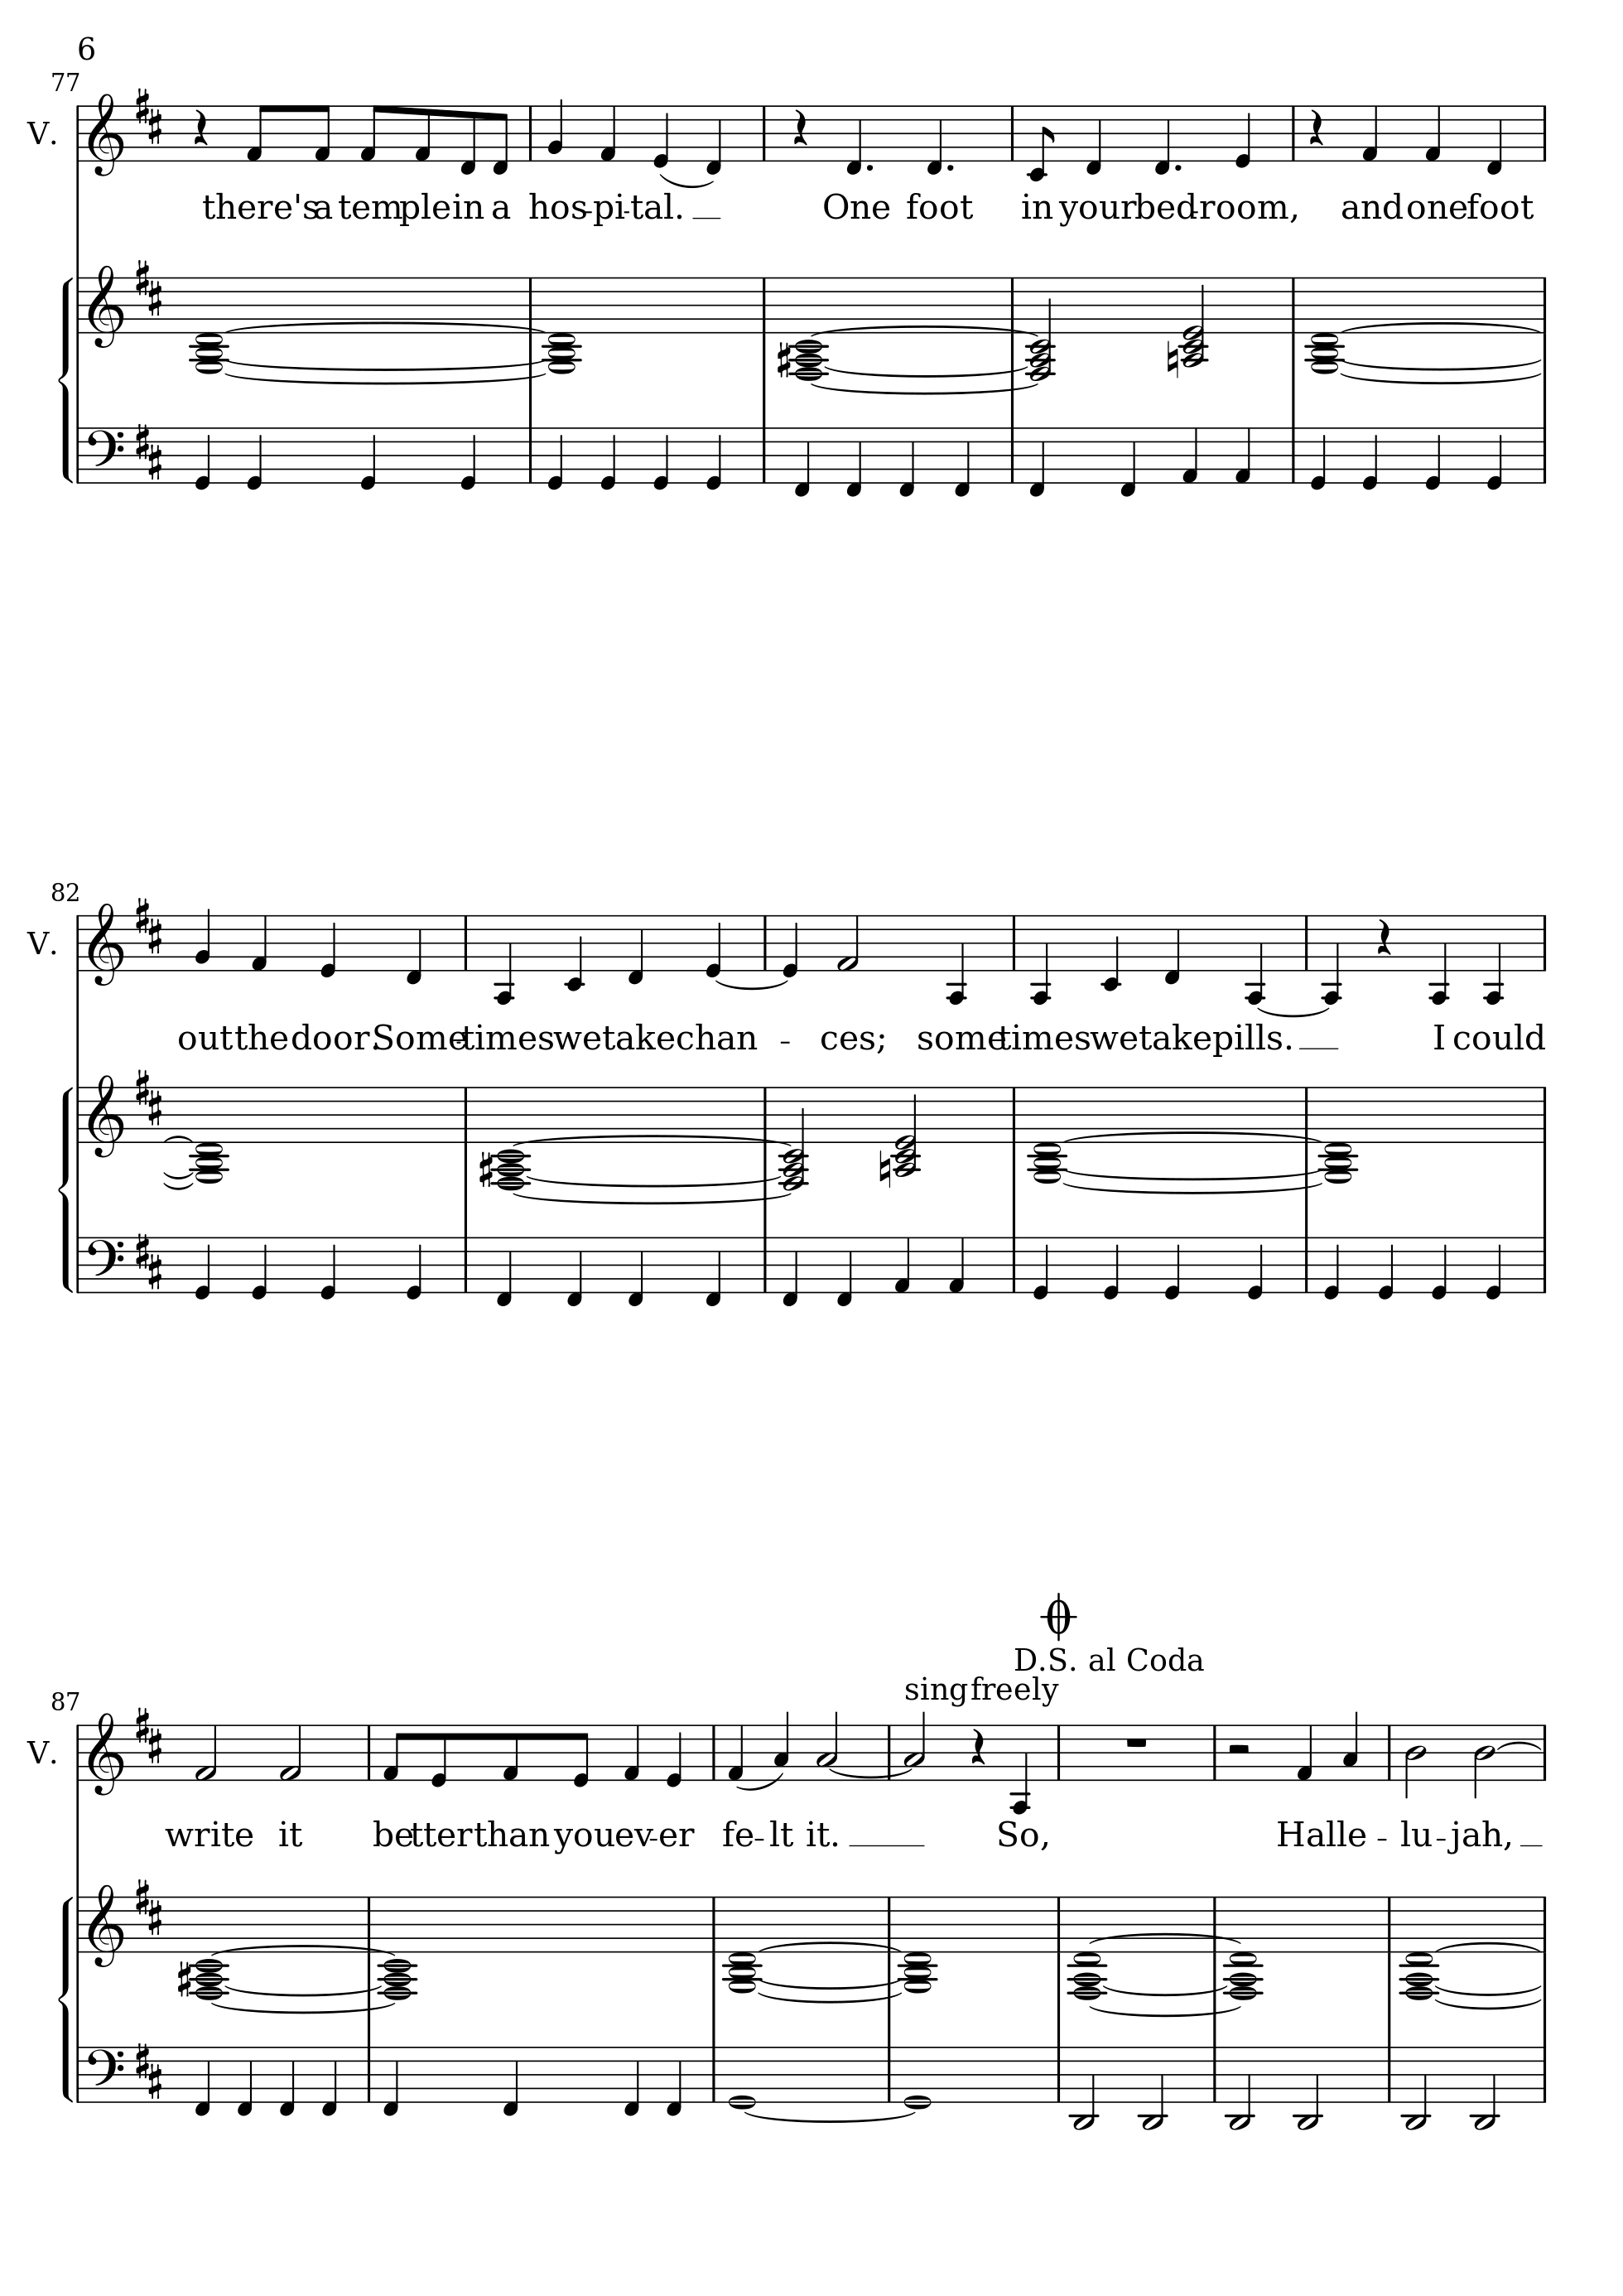 6
77
V.
there's a temple in a hos-pi-tal. One foot in your bed-room, and one foot
82
V.
out the door. Some-times we take chan-ces; some times we take pills. I could
D.S. al Coda
sing freely
87
V.
write it better than you ev-er fe-lt it. So, Halle-lu-jah,